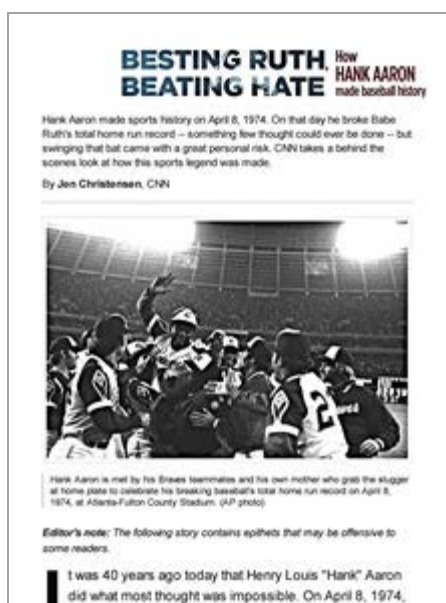 BESTING RUTH, How
BEATING HATE HANK AARON
made baseball history
Hank Aaron made sports history on April 8, 1974. On that day he broke Babe
Ruth's total home run record -- something few thought could ever be done -- but
swinging that bat came with a great personal risk. CNN takes a behind the
scenes look at how this sports legend was made.
By Jen Christensen, CNN
Hank Aaron is met by his Braves teammates and his own mother who grab the slugger
at home plate to celebrate his breaking baseball's total home run record on April 8,
1974, at Atlanta-Fulton County Stadium. (AP photo)
Editor's note: The following story contains epithets that may be offensive to
some readers.
It was 40 years ago today that Henry Louis "Hank" Aaron
did what most thought was impossible. On April 8, 1974,